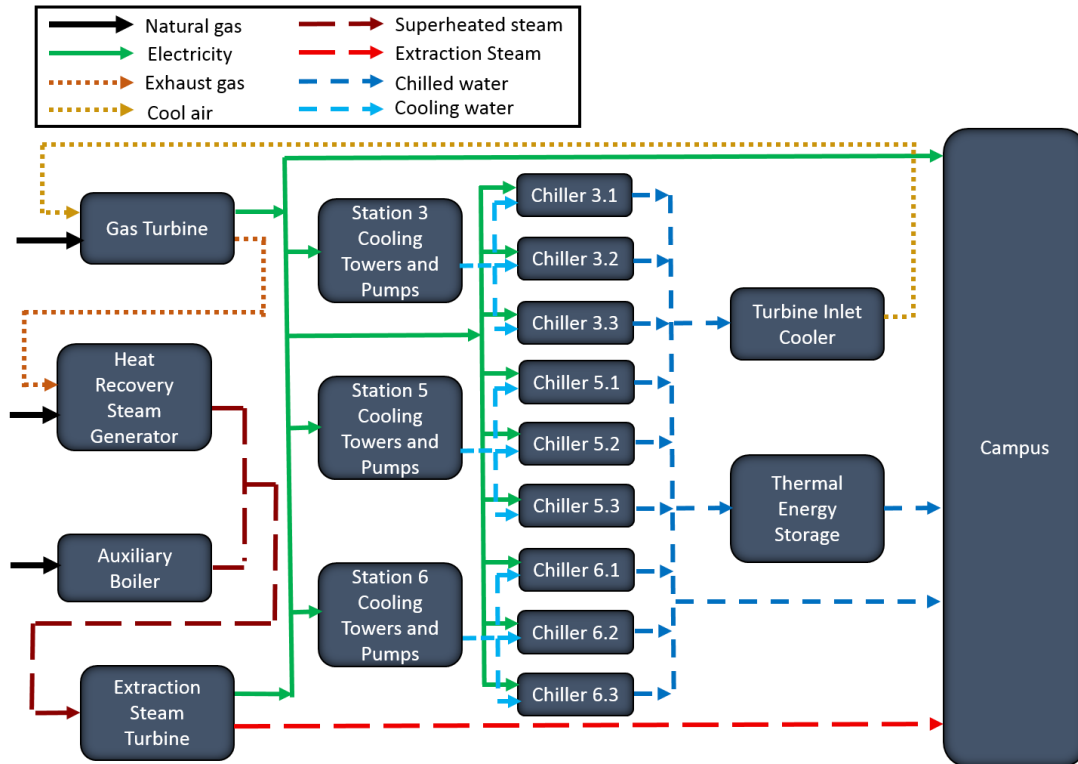 Natural gas
Electricity
Exhaust gas
Cool air
Superheated steam
Extraction Steam
Chilled water
Cooling water
Gas Turbine
Heat
Recovery
Steam
Generator
Auxiliary
Boiler
Extraction
Steam
Turbine
Station 3
Cooling
Towers and
Pumps
Station 5
Cooling
Towers and
Pumps
Station 6
Cooling
Towers and
Pumps
Chiller 3.1
Chiller 3.2
Chiller 3.3
Chiller 5.1
Chiller 5.2
Chiller 5.3
Chiller 6.1
Chiller 6.2
Chiller 6.3
Turbine Inlet
Cooler
Thermal
Energy
Storage
Campus